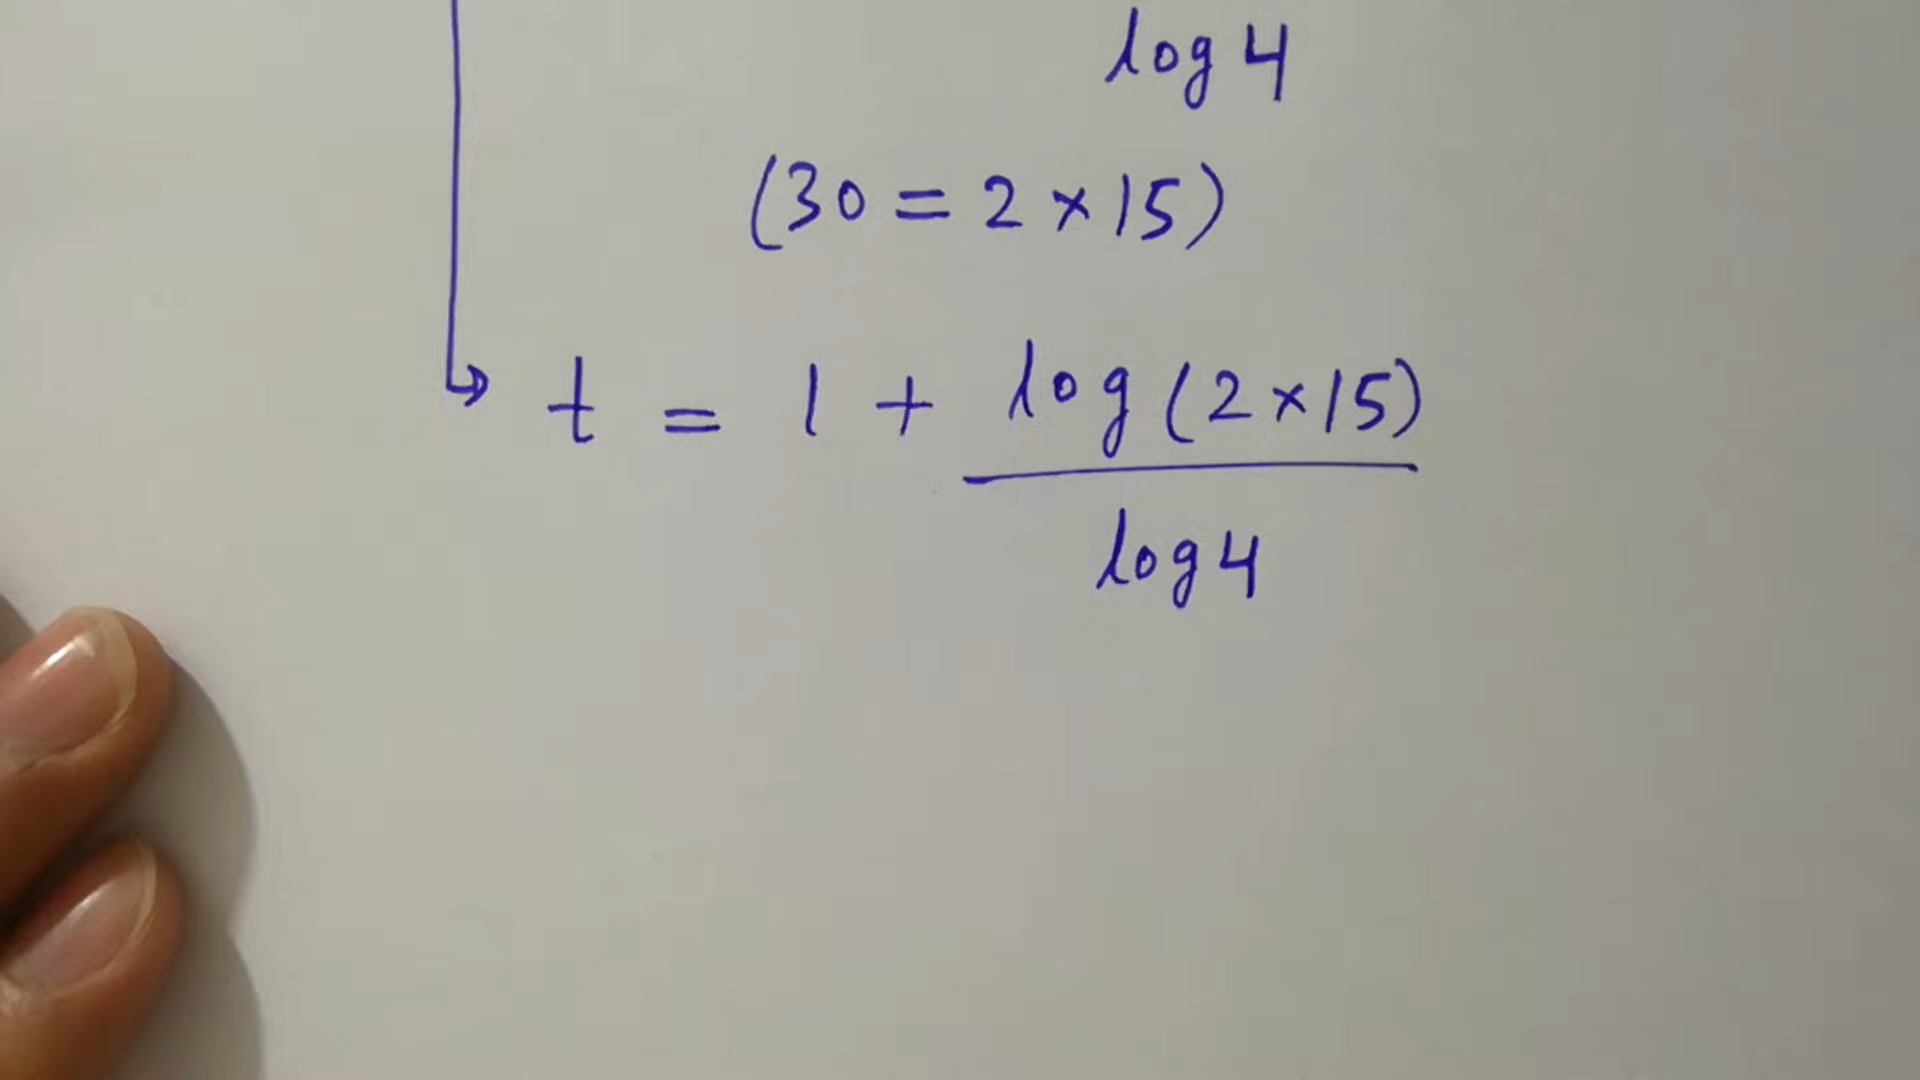 log 4
(30 = 2 × 15)
↳ t = 1 + log (2 × 15)
log 4